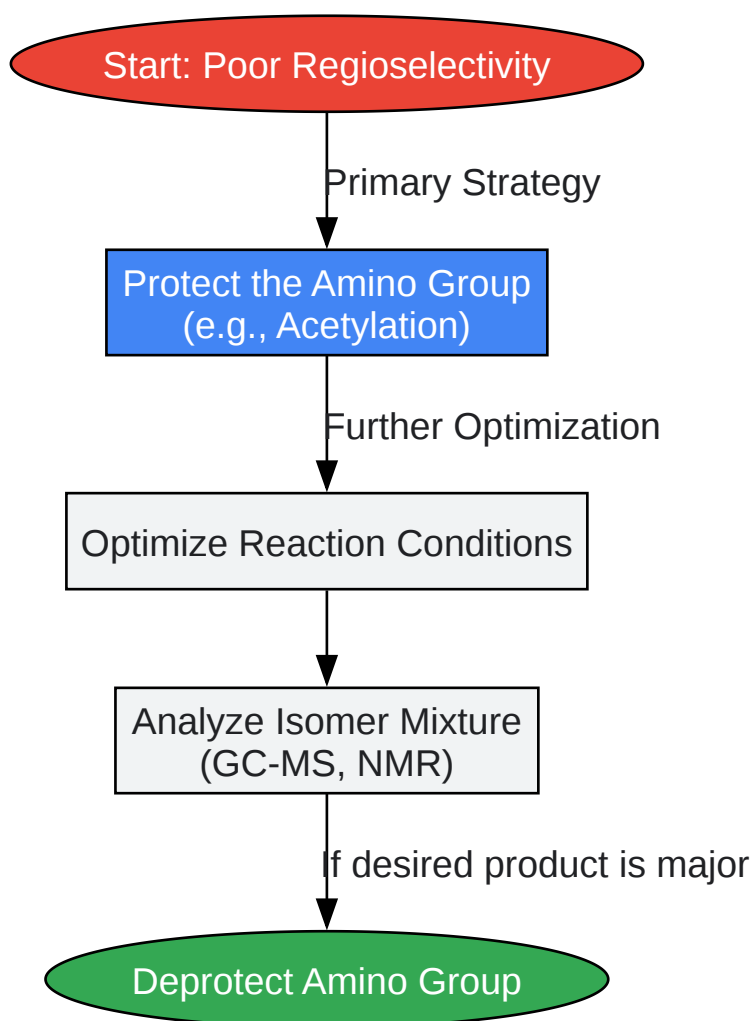 Start: Poor Regioselectivity
Primary Strategy
Protect the Amino Group
(e.g., Acetylation)
Further Optimization
Optimize Reaction Conditions
Analyze Isomer Mixture
(GC-MS, NMR)
If desired product is major
Deprotect Amino Group